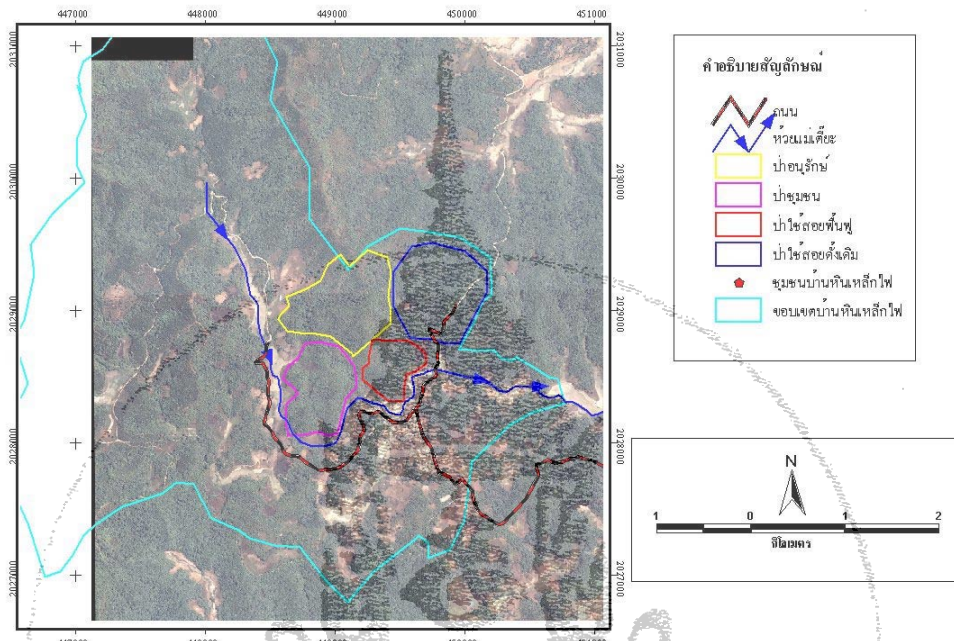 447000 448000 449000 450000 451000
2031000 2031000
2030000 2030000
2029000 2029000
2028000 2028000
2027000 2027000
คำอธิบายสัญลักษณ์
ถนน
ห้วยแม่เตี๊ยะ
ป่าอนุรักษ์
ป่าชุมชน
ป่าใช้สอยฟื้นฟู
ป่าใช้สอยดั้งเดิม
ชุมชนบ้านหินเหล็กไฟ
ขอบเขตบ้านหินเหล็กไฟ
N
1 0 1 2
กิโลเมตร